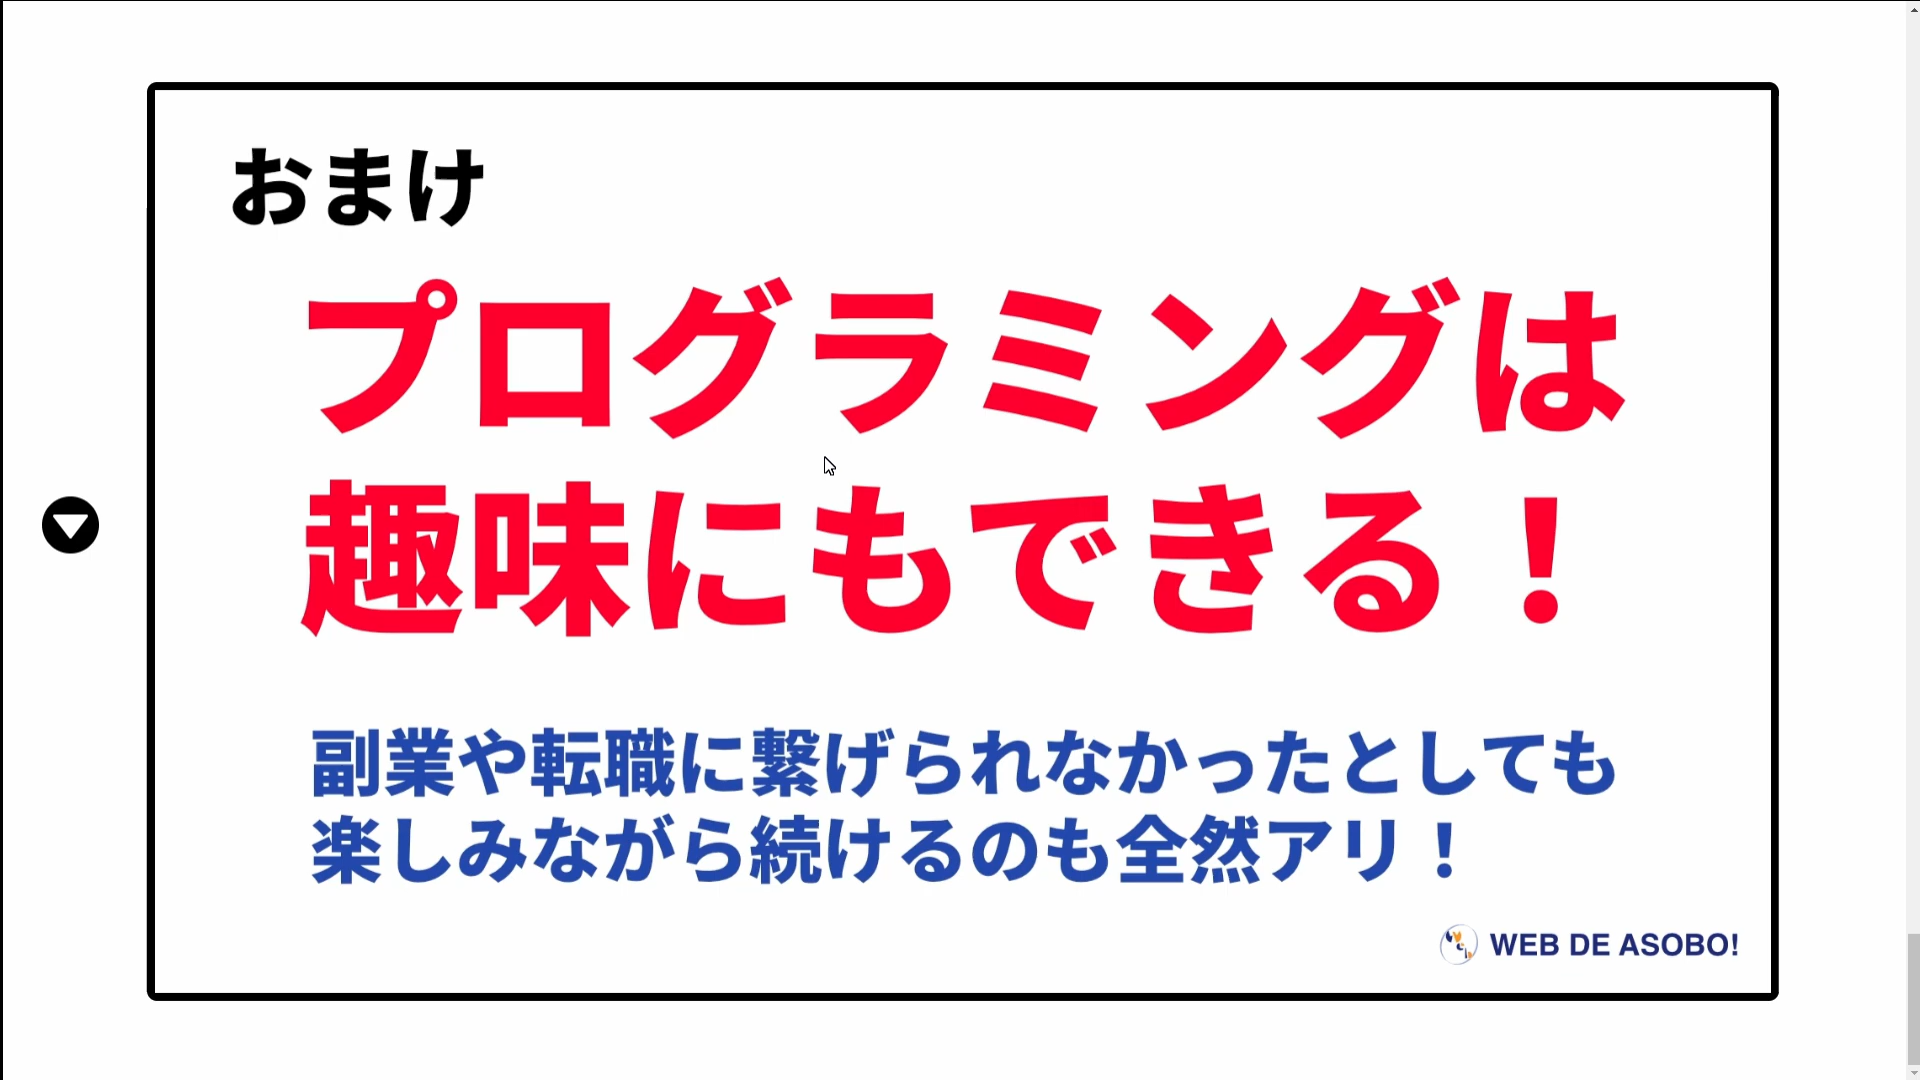 おまけ
プログラミングは
趣味にもできる！
副業や転職に繋げられなかったとしても
楽しみながら続けるのも全然アリ！
WEB DE ASOBO!